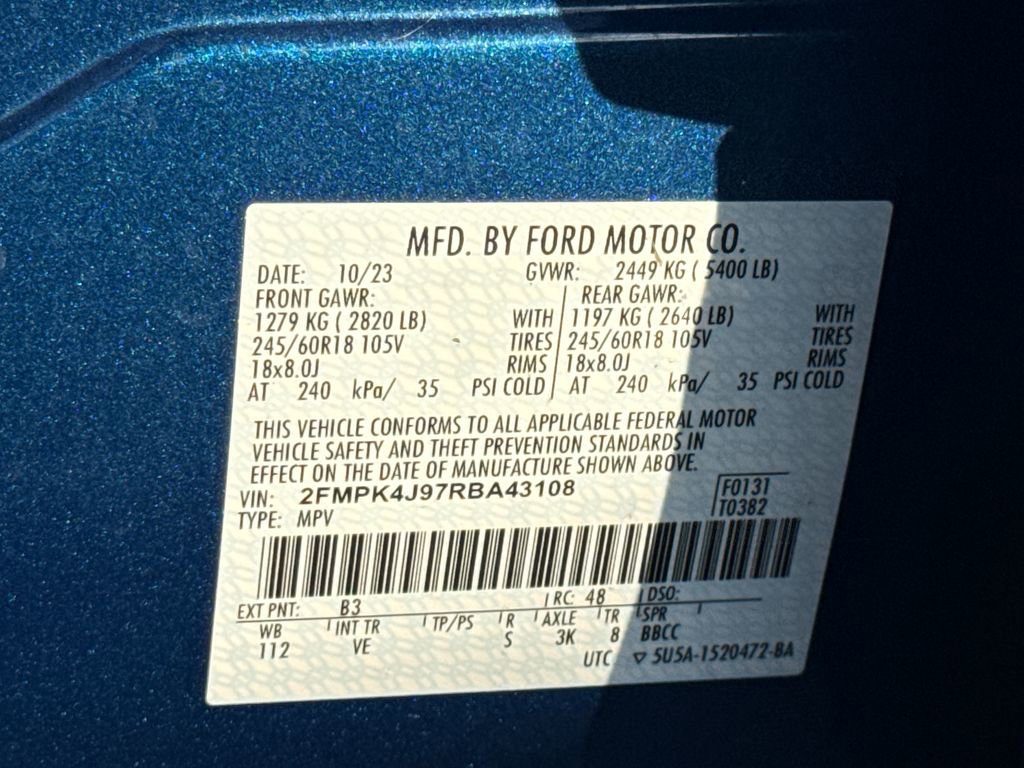 MFD. BY FORD MOTOR CO.
DATE: 10/23 GVWR: 2449 KG ( 5400 LB)
FRONT GAWR: REAR GAWR:
1279 KG ( 2820 LB) WITH 1197 KG ( 2640 LB) WITH
245/60R18 105V TIRES 245/60R18 105V TIRES
18x8.0J RIMS 18x8.0J RIMS
AT 240 kPa/ 35 PSI COLD AT 240 kPa/ 35 PSI COLD
THIS VEHICLE CONFORMS TO ALL APPLICABLE FEDERAL MOTOR
VEHICLE SAFETY AND THEFT PREVENTION STANDARDS IN
EFFECT ON THE DATE OF MANUFACTURE SHOWN ABOVE.
VIN: 2FMPK4J97RBA43108 F0131
TYPE: MPV T0382
EXT PNT: B3 RC: 48 DSO:
WB INT TR TP/PS R AXLE TR SPR
112 VE S 3K 8 BBCC
UTC ▽ 5U5A-1520472-BA